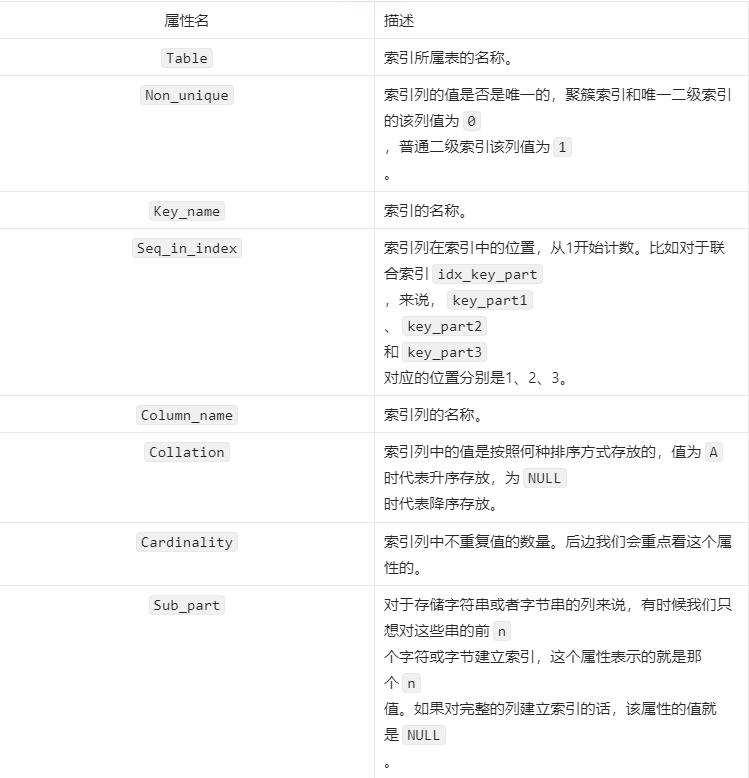 属性名 描述
Table 索引所属表的名称。
Non_unique 索引列的值是否是唯一的，聚簇索引和唯一二级索引
的该列值为 0
，普通二级索引该列值为 1
。
Key_name 索引的名称。
Seq_in_index 索引列在索引中的位置，从1开始计数。比如对于联
合索引 idx_key_part
，来说， key_part1
、 key_part2
和 key_part3
对应的位置分别是1、2、3。
Column_name 索引列的名称。
Collation 索引列中的值是按照何种排序方式存放的，值为 A
时代表升序存放，为 NULL
时代表降序存放。
Cardinality 索引列中不重复值的数量。后边我们会重点看这个属
性的。
Sub_part 对于存储字符串或者字节串的列来说，有时候我们只
想对这些串的前 n
个字符或字节建立索引，这个属性表示的就是那
个 n
值。如果对完整的列建立索引的话，该属性的值就
是 NULL
。